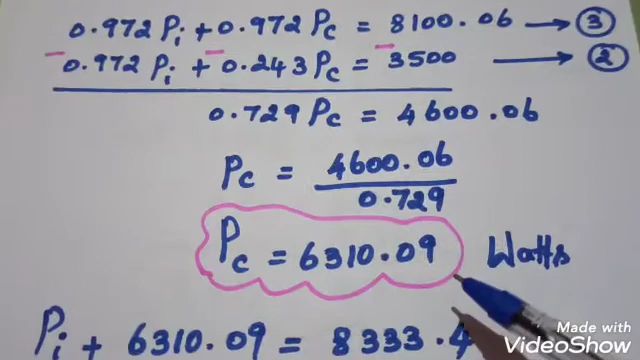 0.972 Pi + 0.972 Pc = 8100.06 → ③
0.972 Pi + 0.243 Pc = 3500 → ②
0.729 Pc = 4600.06
Pc = 4600.06
0.729
Pc = 6310.09 Watts
Pi + 6310.09 = 8333.4
Made with
VideoShow